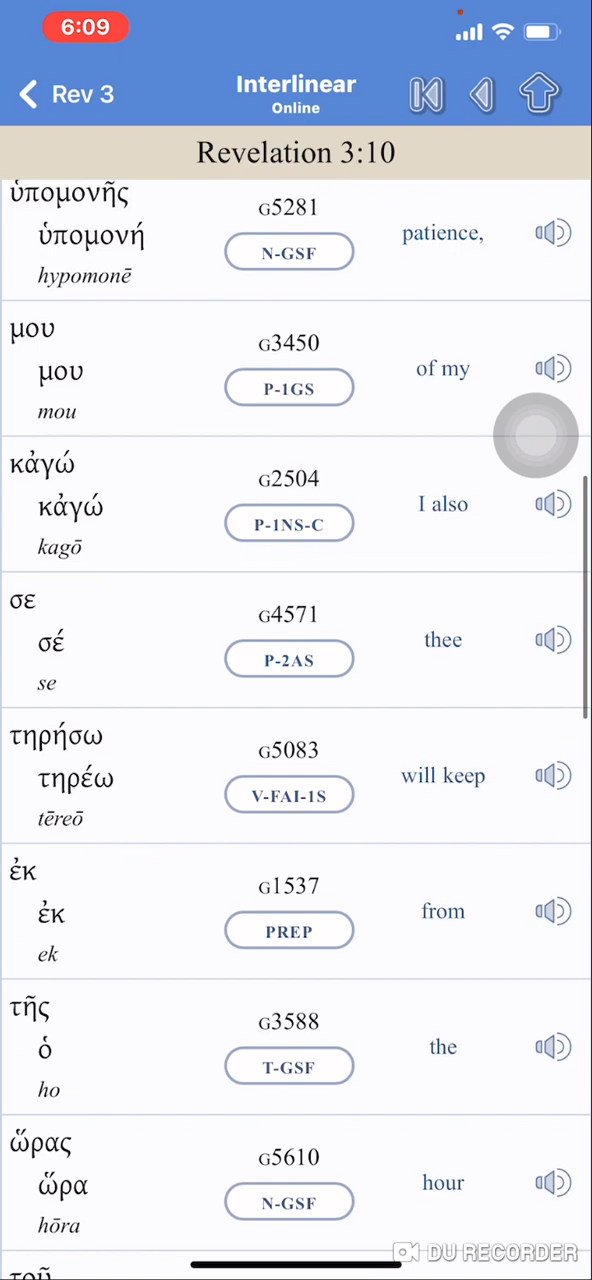 6:09
Rev 3
Interlinear
Online
Revelation 3:10
ὑπομονῆς
G5281
patience,
ὑπομονή
N-GSF
hypomonē
μου
G3450
of my
μου
P-1GS
mou
κἀγώ
G2504
I also
κἀγώ
P-1NS-C
kagō
σε
G4571
thee
σέ
P-2AS
se
τηρήσω
G5083
will keep
τηρέω
V-FAI-1S
tēreō
ἐκ
G1537
from
ἐκ
PREP
ek
τῆς
G3588
the
ὁ
T-GSF
ho
ὥρας
G5610
hour
ὥρα
N-GSF
hōra
τοῦ
DU RECORDER